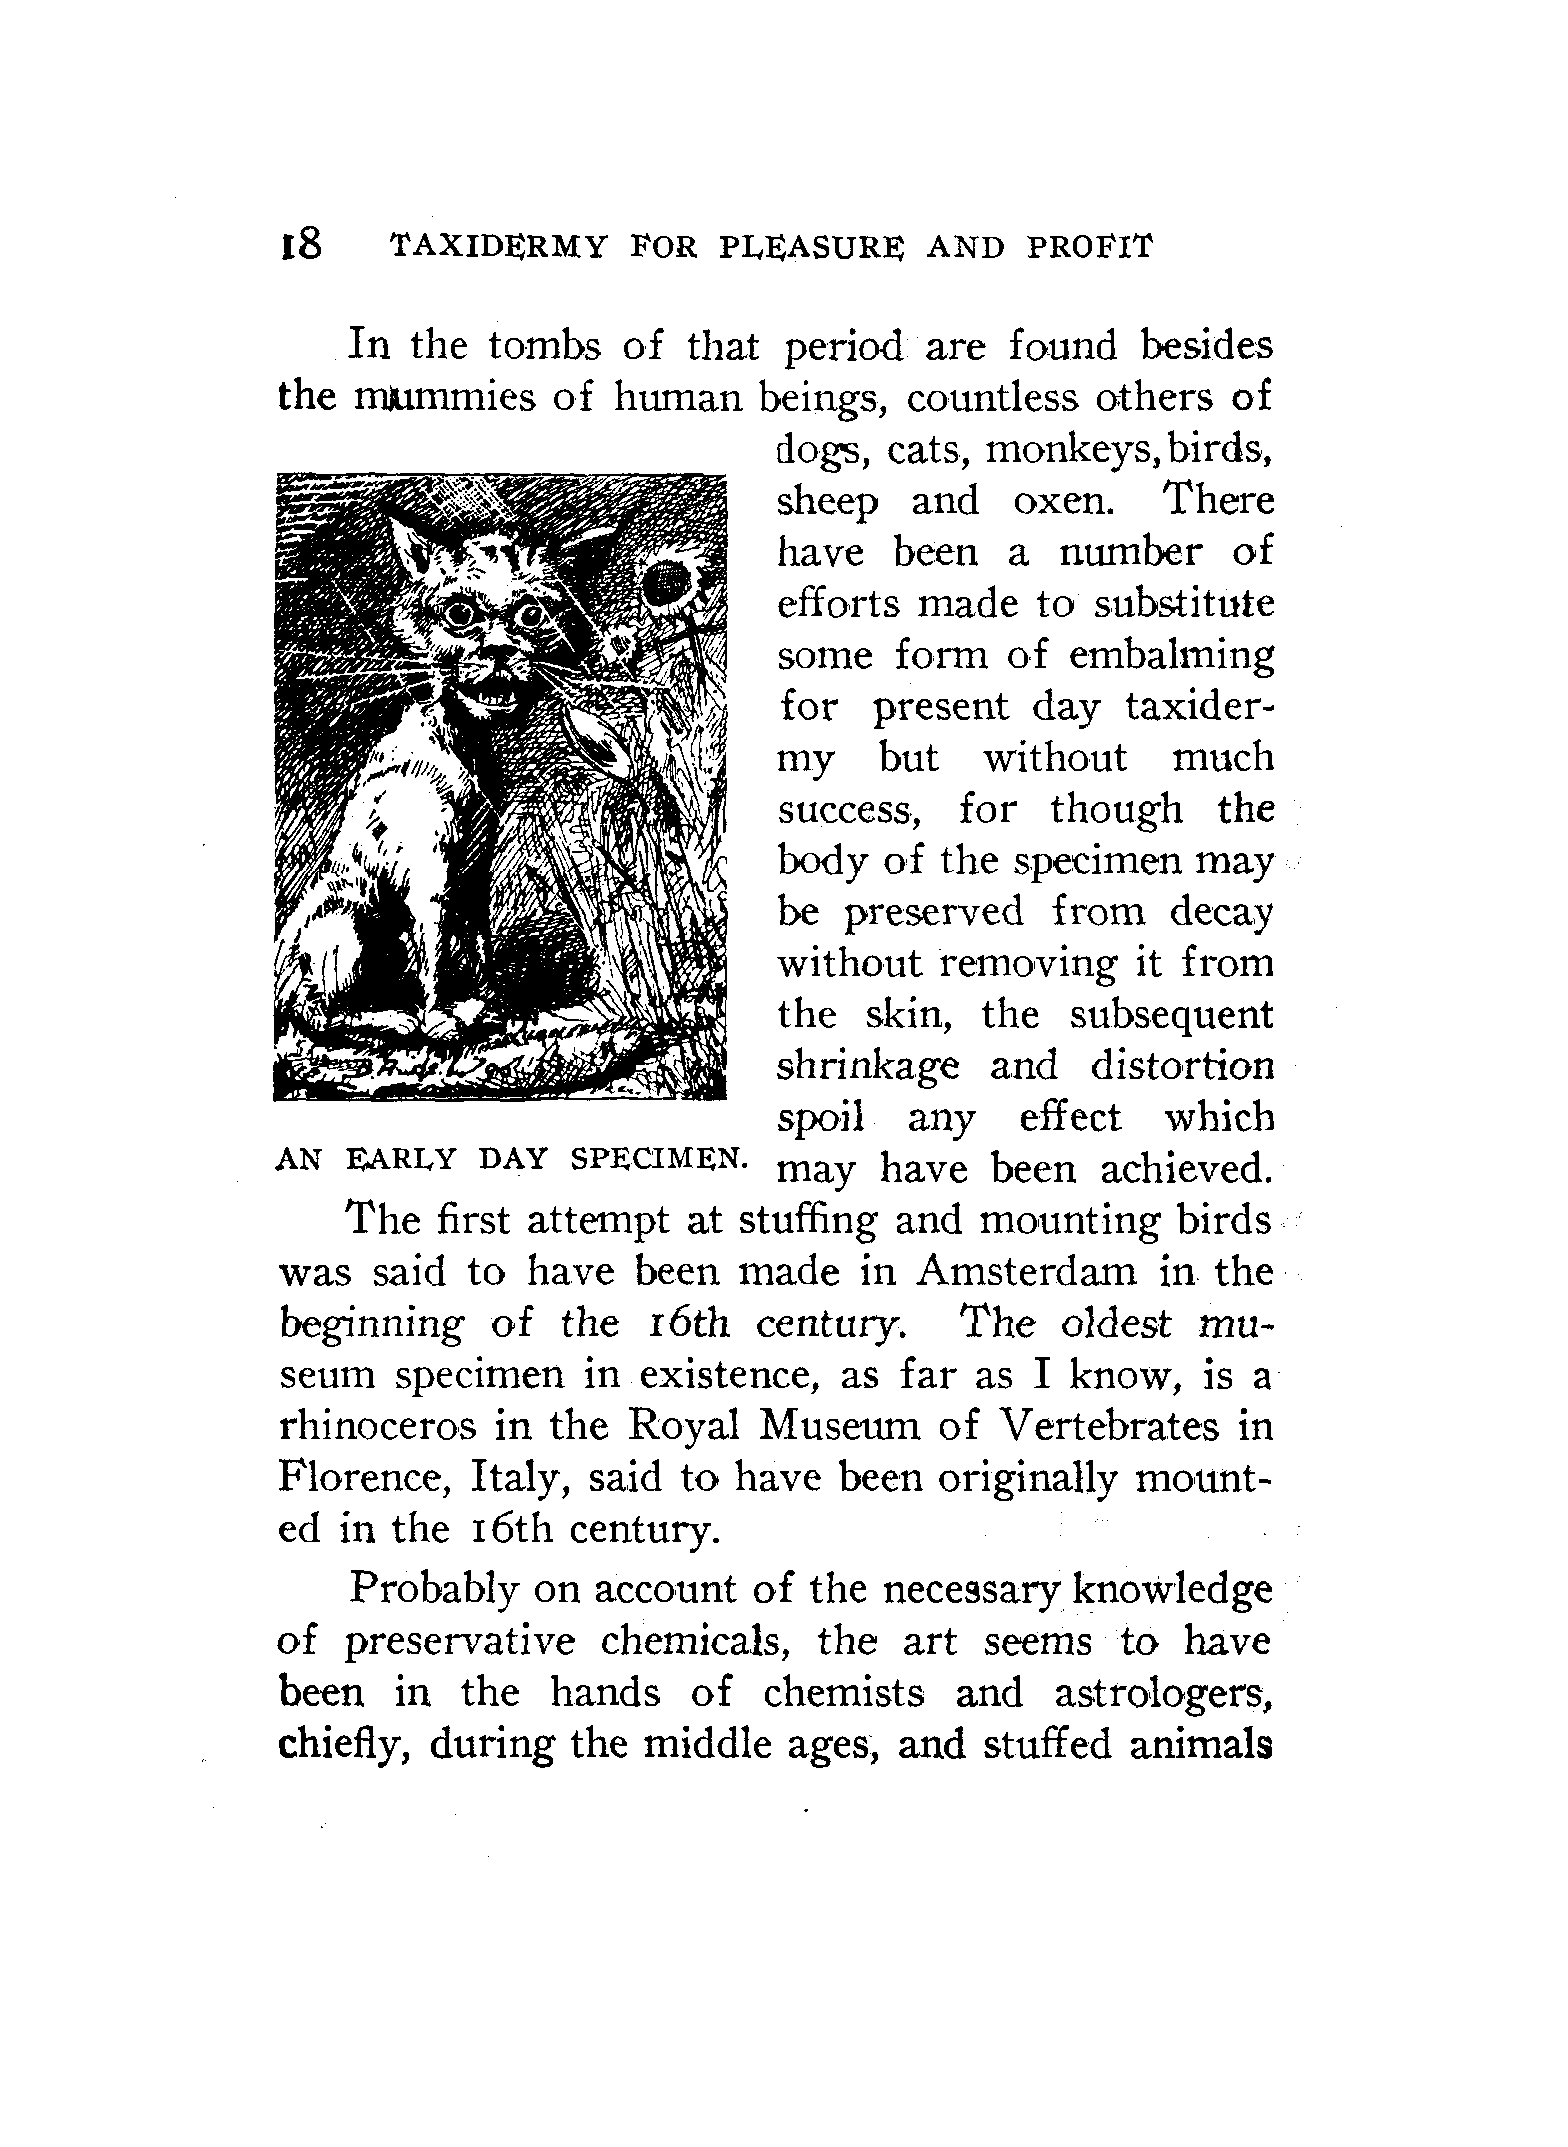 18 TAXIDERMY FOR PLEASURE AND PROFIT
In the tombs of that period are found besides
the mummies of human beings, countless others of
dogs, cats, monkeys, birds,
sheep and oxen. There
have been a number of
efforts made to substitute
some form of embalming
for present day taxider-
my but without much
success, for though the
body of the specimen may
be preserved from decay
without removing it from
the skin, the subsequent
shrinkage and distortion
spoil any effect which
may have been achieved.
AN EARLY DAY SPECIMEN.
The first attempt at stuffing and mounting birds
was said to have been made in Amsterdam in the
beginning of the 16th century. The oldest mu-
seum specimen in existence, as far as I know, is a
rhinoceros in the Royal Museum of Vertebrates in
Florence, Italy, said to have been originally mount-
ed in the 16th century.
Probably on account of the necessary knowledge
of preservative chemicals, the art seems to have
been in the hands of chemists and astrologers,
chiefly, during the middle ages, and stuffed animals